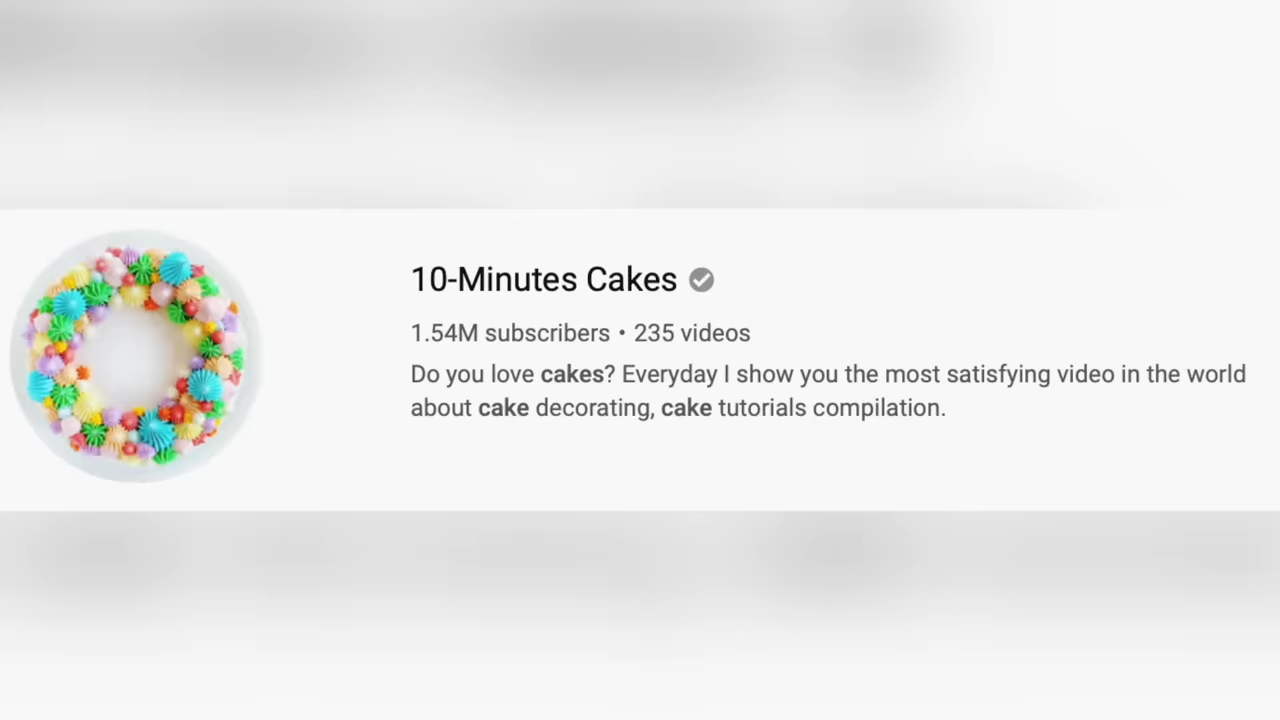 10-Minutes Cakes
1.54M subscribers • 235 videos
Do you love cakes? Everyday I show you the most satisfying video in the world
about cake decorating, cake tutorials compilation.